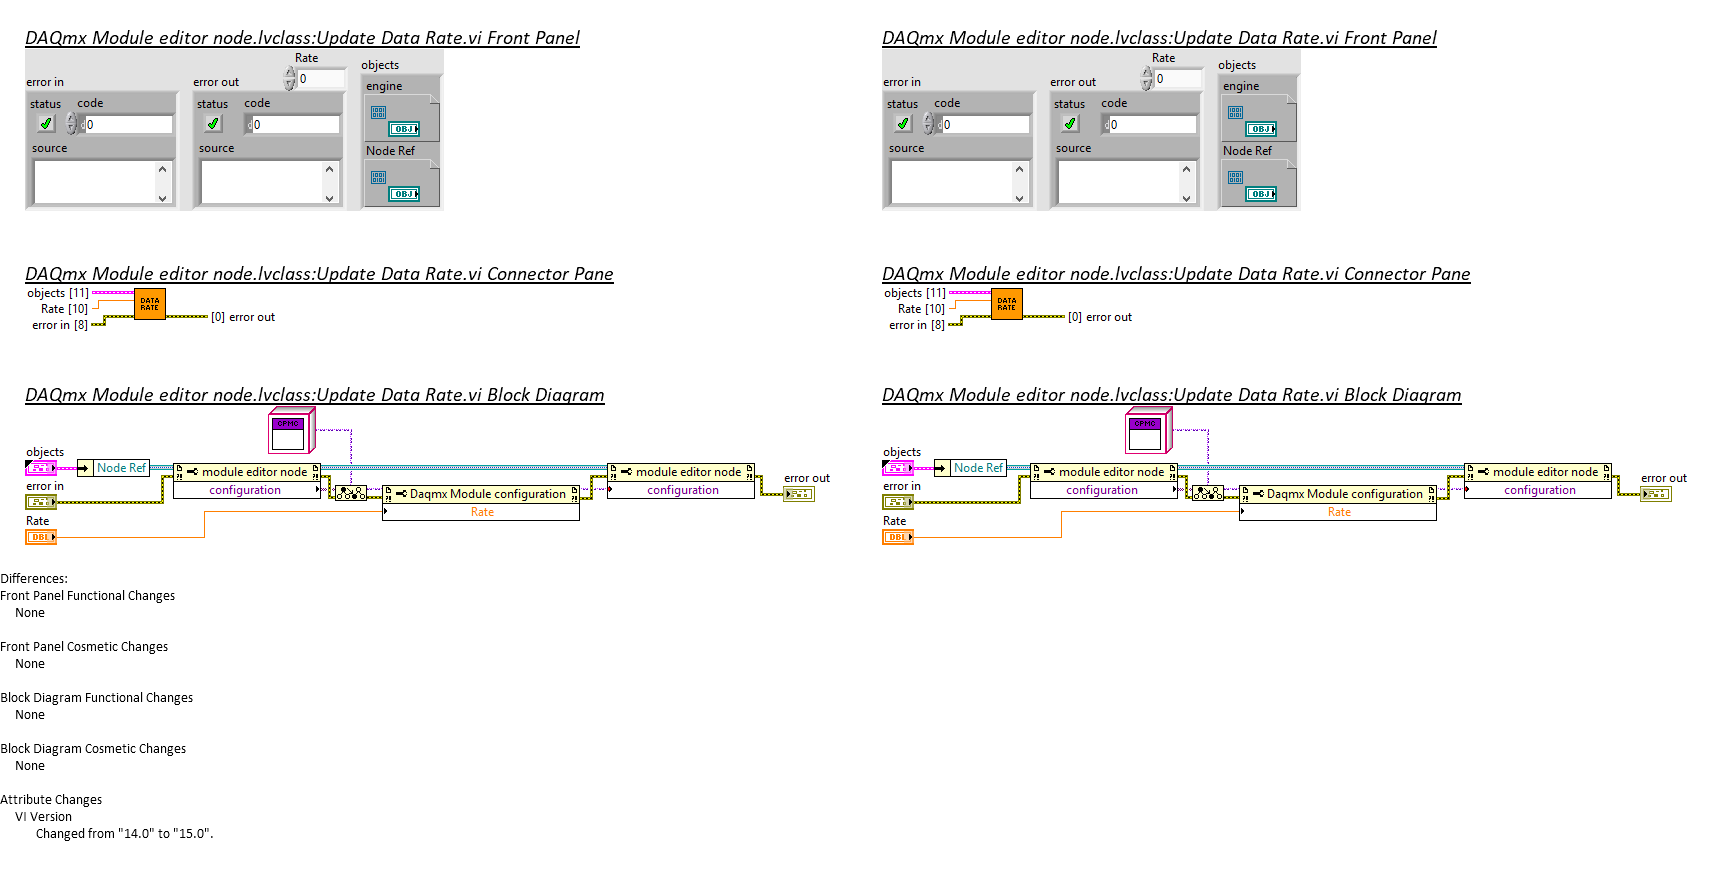 DAQmx Module editor node.lvclass:Update Data Rate.vi Front Panel
Rate
objects
error in
error out
0
engine
status code
status code
0
0
OBJ
source
source
Node Ref
OBJ
DAQmx Module editor node.lvclass:Update Data Rate.vi Connector Pane
objects [11]
DATA
RATE
Rate [10]
error in [8]
[0] error out
DAQmx Module editor node.lvclass:Update Data Rate.vi Block Diagram
objects
Node Ref
module editor node
module editor node
error in
configuration
Daqmx Module configuration
configuration
error out
Rate
Rate
DBL
DAQmx Module editor node.lvclass:Update Data Rate.vi Front Panel
Rate
objects
error in
error out
0
engine
status code
status code
0
0
OBJ
source
source
Node Ref
OBJ
DAQmx Module editor node.lvclass:Update Data Rate.vi Connector Pane
objects [11]
DATA
RATE
Rate [10]
error in [8]
[0] error out
DAQmx Module editor node.lvclass:Update Data Rate.vi Block Diagram
objects
Node Ref
module editor node
module editor node
error in
configuration
Daqmx Module configuration
configuration
error out
Rate
Rate
DBL
Differences:
Front Panel Functional Changes
None
Front Panel Cosmetic Changes
None
Block Diagram Functional Changes
None
Block Diagram Cosmetic Changes
None
Attribute Changes
VI Version
Changed from "14.0" to "15.0".